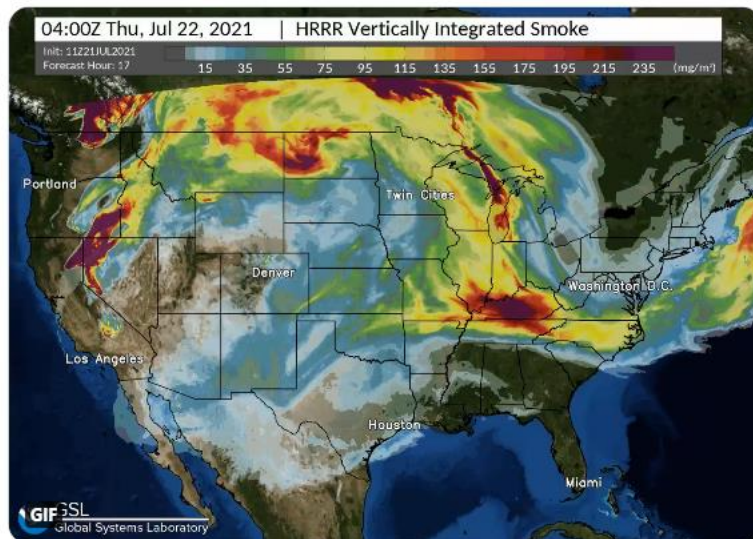 04:00Z Thu, Jul 22, 2021 | HRRR Vertically Integrated Smoke
Init: 11Z21JUL2021
Forecast Hour: 17
15 35 55 75 95 115 135 155 175 195 215 235 (mg/m²)
Portland
Twin Cities
Denver
Washington D.C.
Los Angeles
Houston
Miami
GIF GSL
Global Systems Laboratory